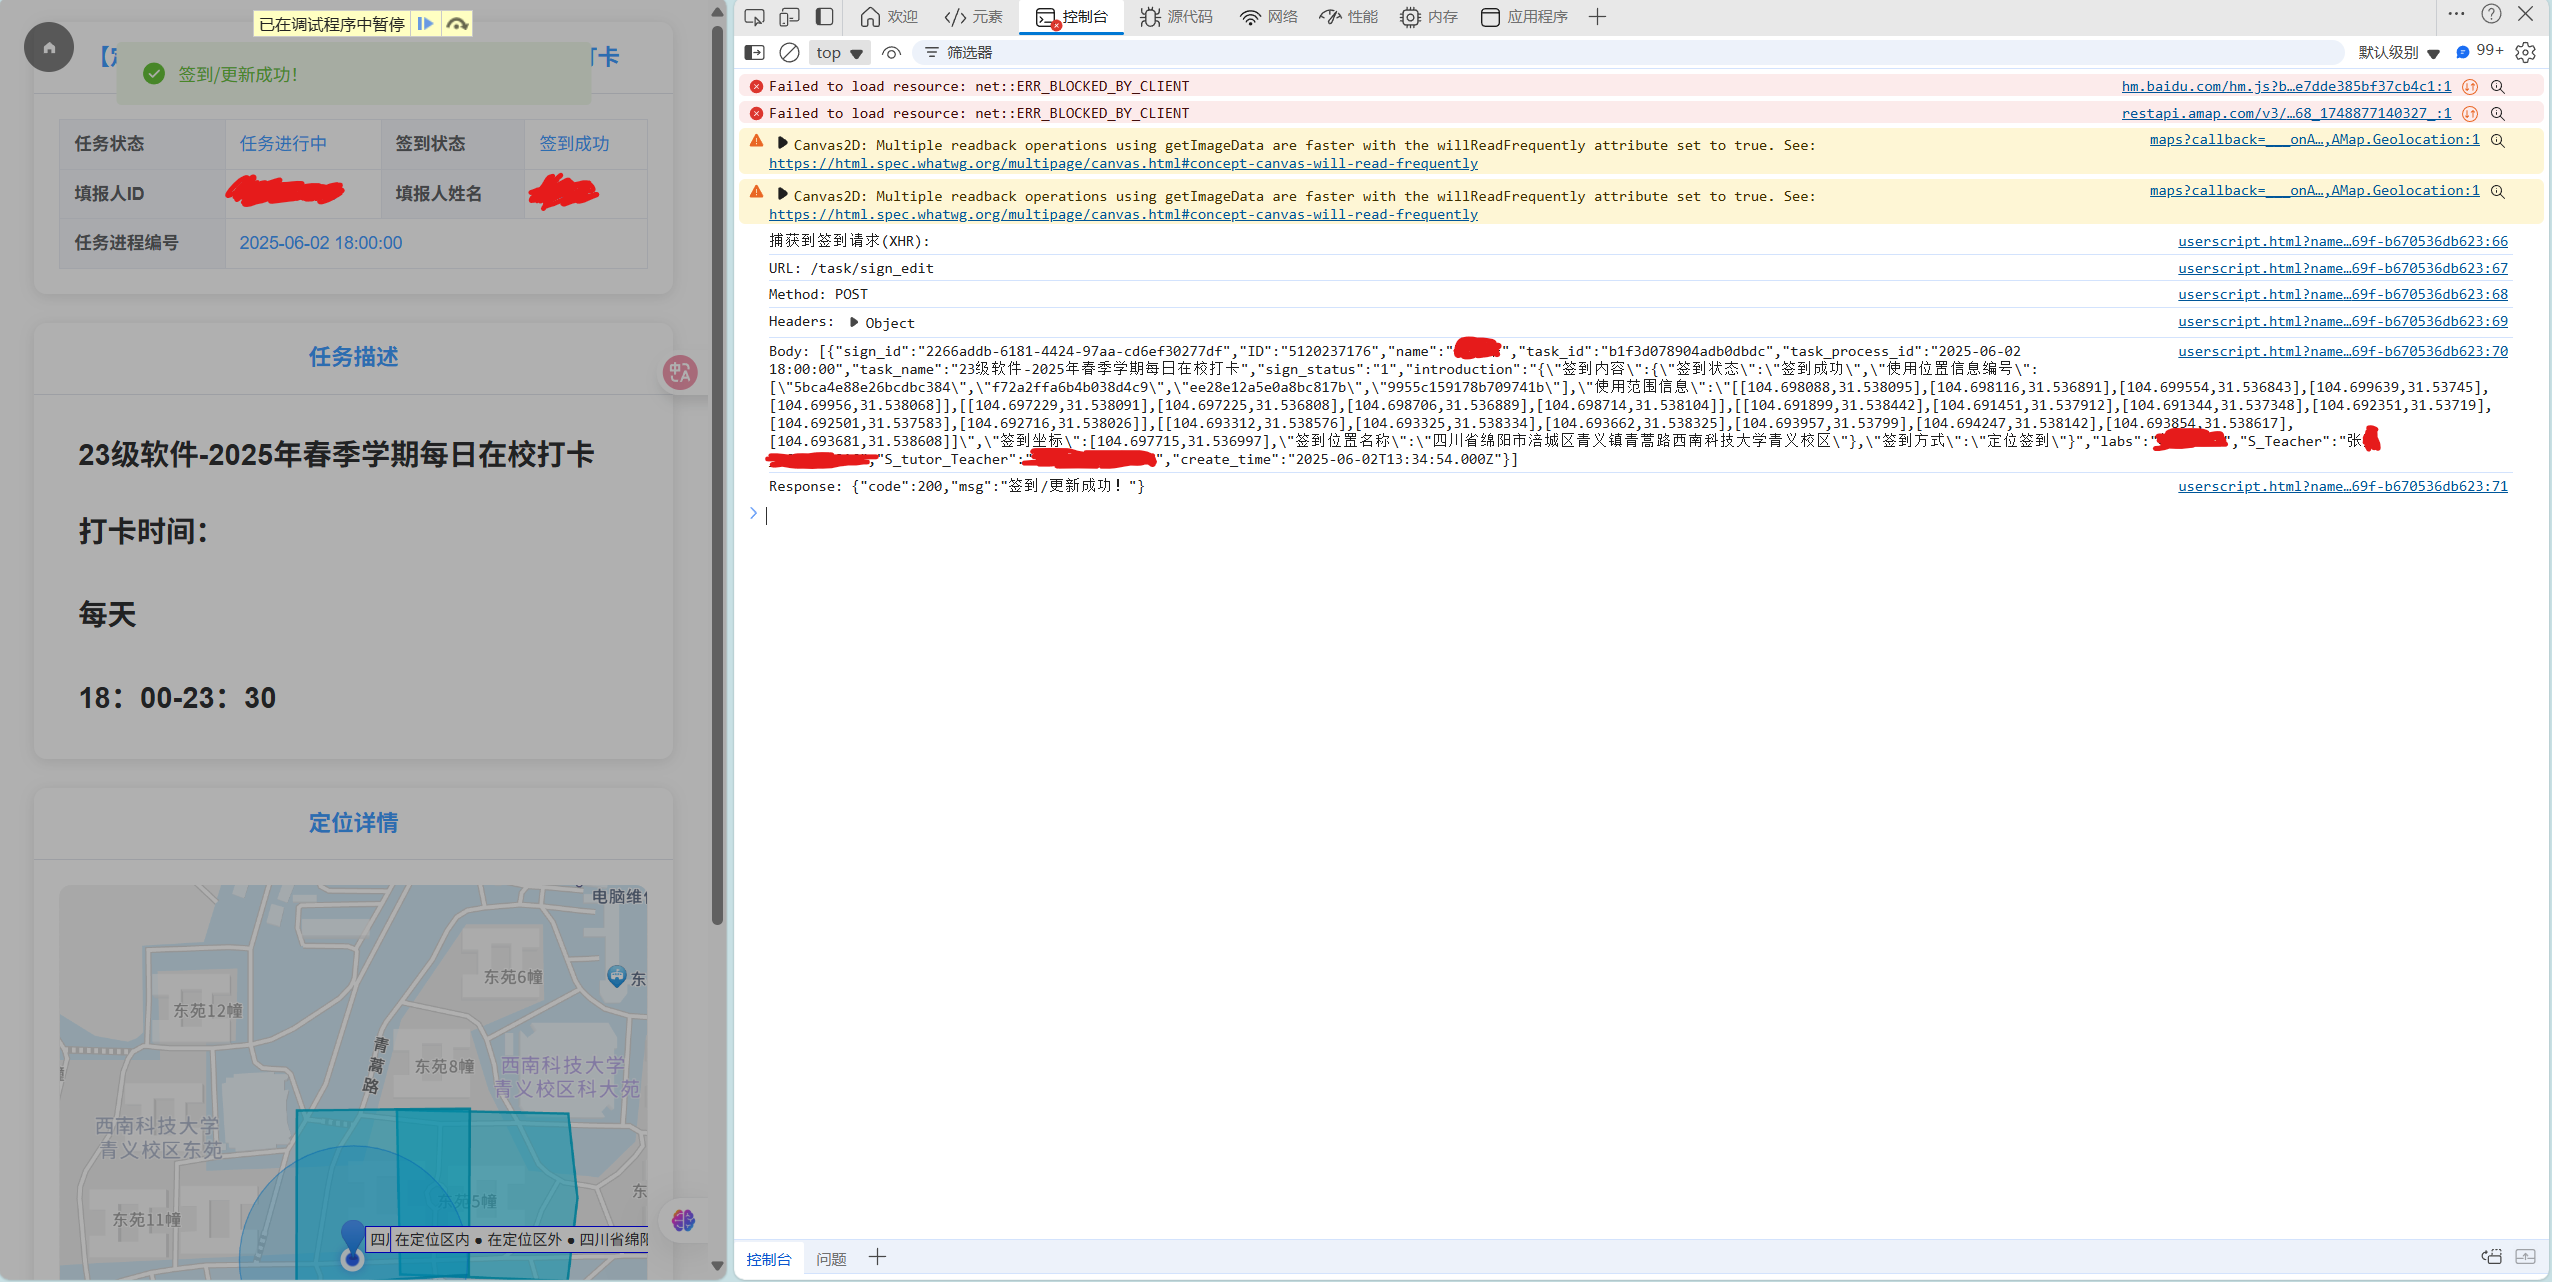 已在调试程序中暂停
打卡
签到/更新成功！
任务状态 任务进行中 签到状态 签到成功
填报人ID 填报人姓名
任务进程编号 2025-06-02 18:00:00
任务描述
23级软件-2025年春季学期每日在校打卡
打卡时间：
每天
18：00-23：30
定位详情
电脑维
东苑6幢
东
东苑12幢
青蒿路
东苑8幢
西南科技大学
青义校区科大苑
西南科技大学
青义校区东苑
东苑5幢
东
东苑11幢
四川 在定位区内 ● 在定位区外 ● 四川省绵阳
欢迎 元素 控制台 源代码 网络 性能 内存 应用程序
top 筛选器 默认级别 99+
Failed to load resource: net::ERR_BLOCKED_BY_CLIENT hm.baidu.com/hm.js?b…e7dde385bf37cb4c1:1
Failed to load resource: net::ERR_BLOCKED_BY_CLIENT restapi.amap.com/v3/…68_1748877140327_:1
Canvas2D: Multiple readback operations using getImageData are faster with the willReadFrequently attribute set to true. See: maps?callback=___onA…,AMap.Geolocation:1
https://html.spec.whatwg.org/multipage/canvas.html#concept-canvas-will-read-frequently
Canvas2D: Multiple readback operations using getImageData are faster with the willReadFrequently attribute set to true. See: maps?callback=___onA…,AMap.Geolocation:1
https://html.spec.whatwg.org/multipage/canvas.html#concept-canvas-will-read-frequently
捕获到签到请求(XHR): userscript.html?name…69f-b670536db623:66
URL: /task/sign_edit userscript.html?name…69f-b670536db623:67
Method: POST userscript.html?name…69f-b670536db623:68
Headers: Object userscript.html?name…69f-b670536db623:69
Body: [{"sign_id":"2266addb-6181-4424-97aa-cd6ef30277df","ID":"5120237176","name":" ","task_id":"b1f3d078904adb0dbdc","task_process_id":"2025-06-02 userscript.html?name…69f-b670536db623:70
18:00:00","task_name":"23级软件-2025年春季学期每日在校打卡","sign_status":"1","introduction":"{\"签到内容\":{\"签到状态\":\"签到成功\",\"使用位置信息编号\":
[\"5bca4e88e26bcdbc384\",\"f72a2ffa6b4b038d4c9\",\"ee28e12a5e0a8bc817b\",\"9955c159178b709741b\"],\"使用范围信息\":\"[[104.698088,31.538095],[104.698116,31.536891],[104.699554,31.536843],[104.699639,31.53745],
[104.69956,31.538068]],[[104.697229,31.538091],[104.697225,31.536808],[104.698706,31.536889],[104.698714,31.538104]],[[104.691899,31.538442],[104.691451,31.537912],[104.691344,31.537348],[104.692351,31.53719],
[104.692501,31.537583],[104.692716,31.538026]],[[104.693312,31.538576],[104.693325,31.538334],[104.693662,31.538325],[104.693957,31.53799],[104.694247,31.538142],[104.693854,31.538617],
[104.693681,31.538608]]\",\"签到坐标\":[104.697715,31.536997],\"签到位置名称\":\"四川省绵阳市涪城区青义镇青蒿路西南科技大学青义校区\"},\"签到方式\":\"定位签到\"}","labs":" ","S_Teacher":"张
","S_tutor_Teacher":" ","create_time":"2025-06-02T13:34:54.000Z"}]
Response: {"code":200,"msg":"签到/更新成功！"} userscript.html?name…69f-b670536db623:71
控制台 问题